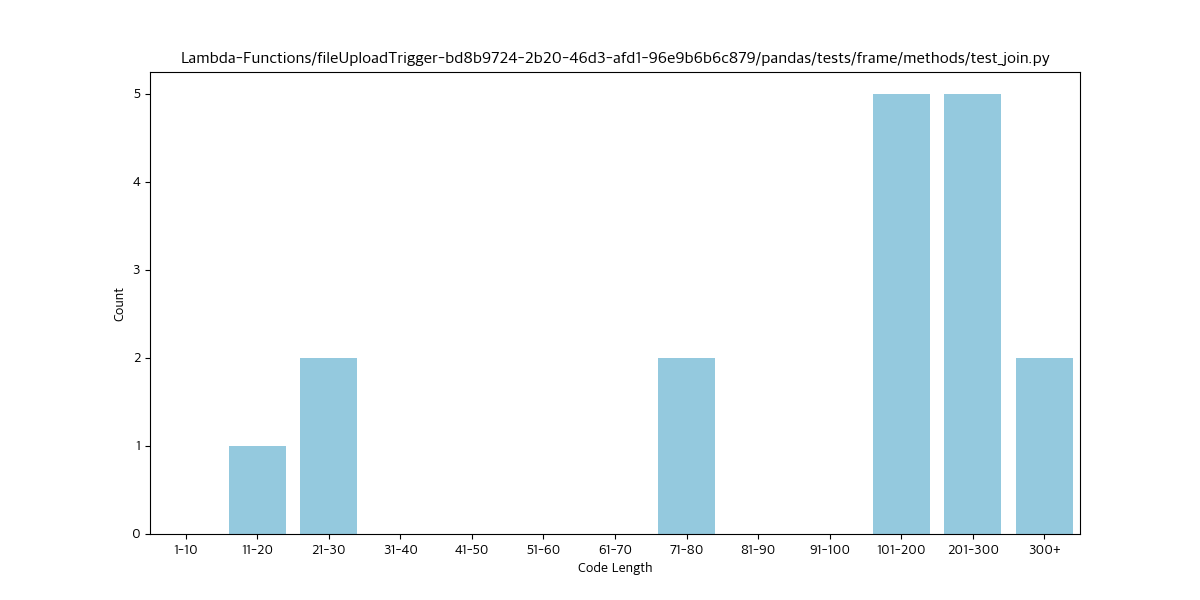 Lambda-Functions/fileUploadTrigger-bd8b9724-2b20-46d3-afd1-96e9b6b6c879/pandas/tests/frame/methods/test_join.py
5
4
3
2
1
0
Count
1-10 11-20 21-30 31-40 41-50 51-60 61-70 71-80 81-90 91-100 101-200 201-300 300+
Code Length